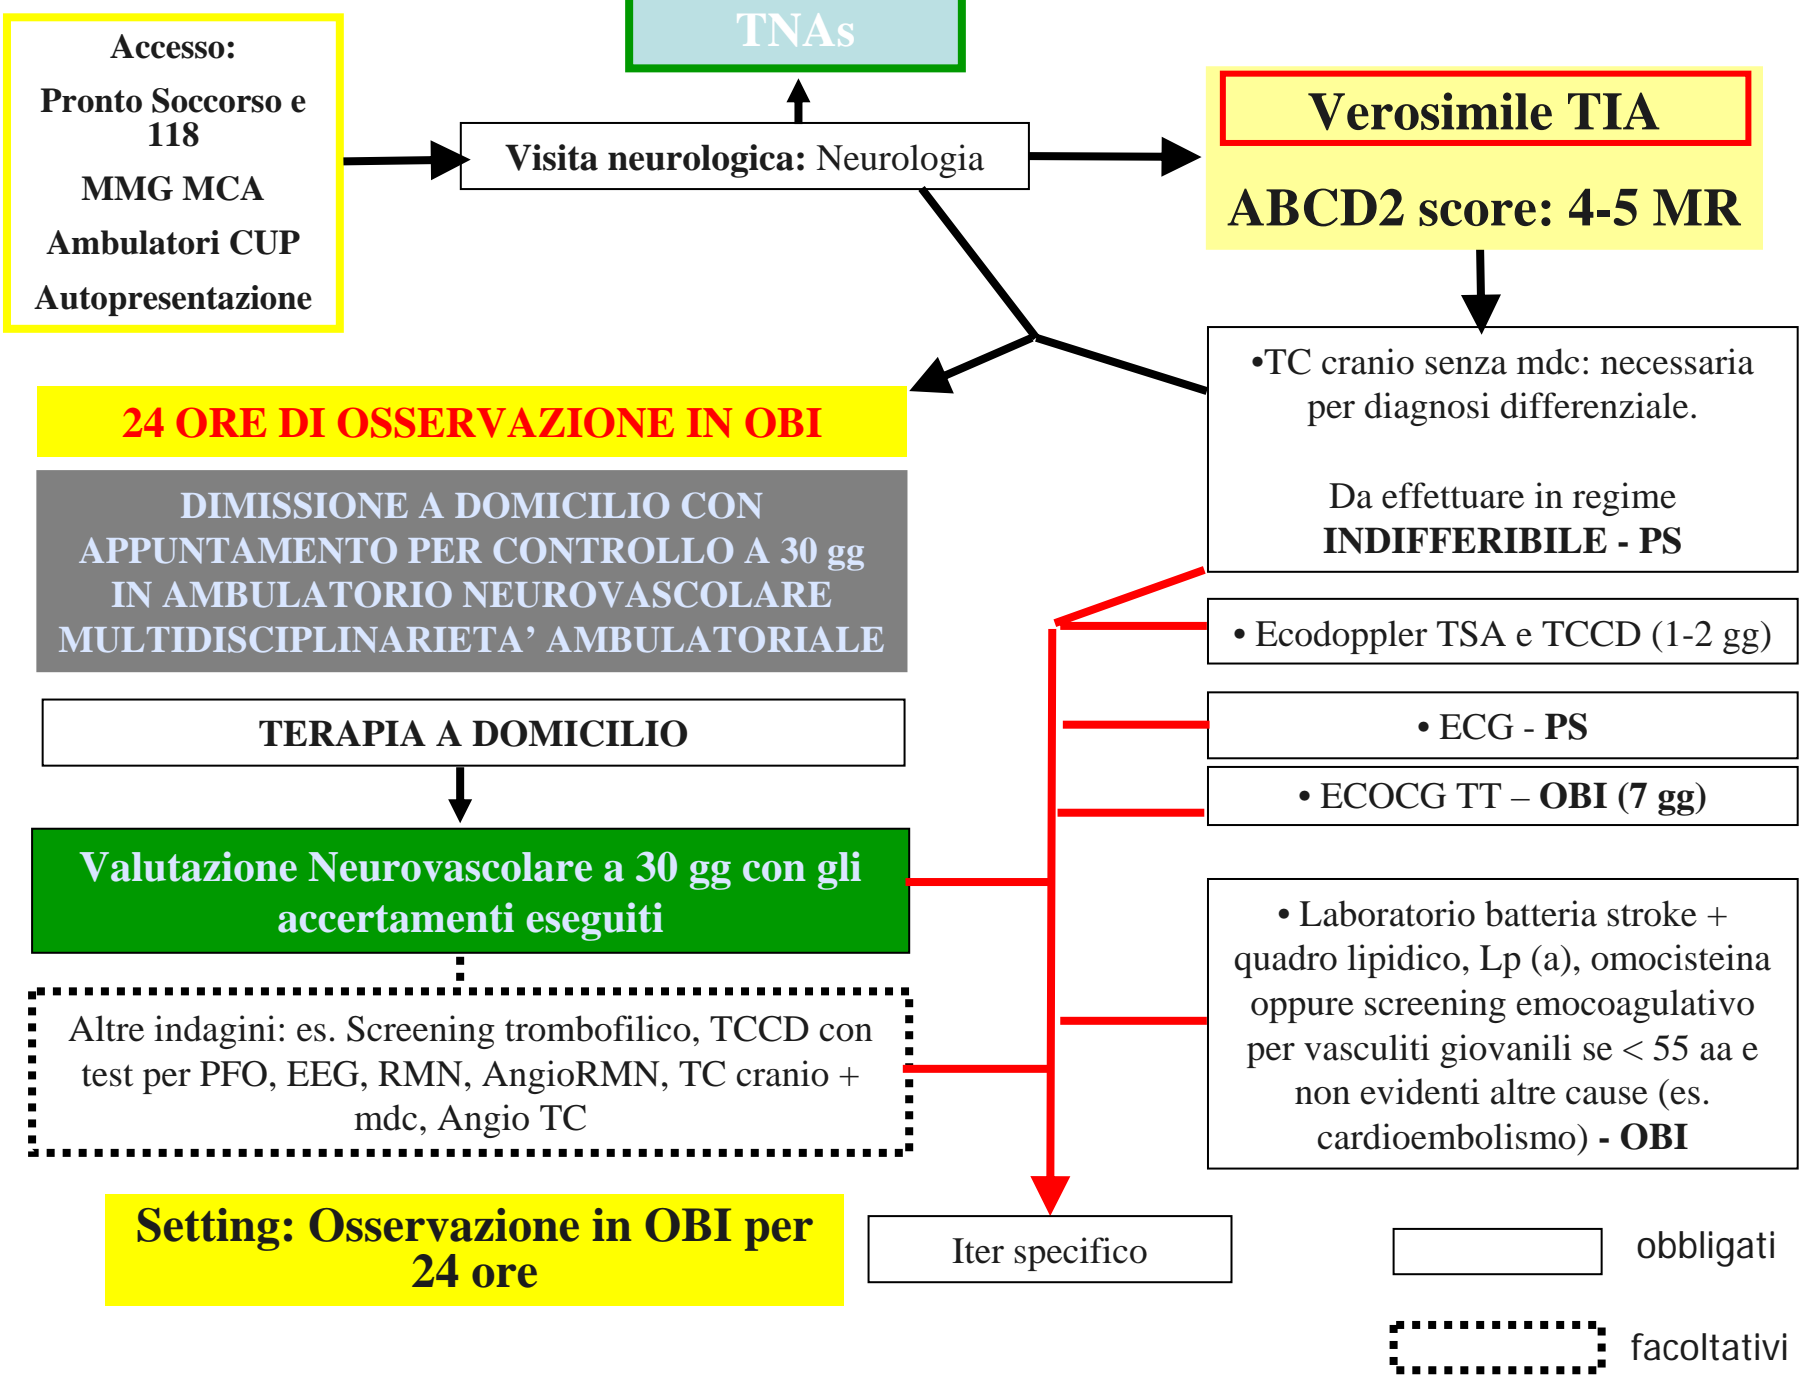 TNAs
Accesso:
Pronto Soccorso e
118
MMG MCA
Ambulatori CUP
Autopresentazione
Visita neurologica: Neurologia
Verosimile TIA
ABCD2 score: 4-5 MR
•TC cranio senza mdc: necessaria
per diagnosi differenziale.
Da effettuare in regime
INDIFFERIBILE - PS
24 ORE DI OSSERVAZIONE IN OBI
DIMISSIONE A DOMICILIO CON
APPUNTAMENTO PER CONTROLLO A 30 gg
IN AMBULATORIO NEUROVASCOLARE
MULTIDISCIPLINARIETA’ AMBULATORIALE
• Ecodoppler TSA e TCCD (1-2 gg)
• ECG - PS
• ECOCG TT – OBI (7 gg)
TERAPIA A DOMICILIO
Valutazione Neurovascolare a 30 gg con gli
accertamenti eseguiti
• Laboratorio batteria stroke +
quadro lipidico, Lp (a), omocisteina
oppure screening emocoagulativo
per vasculiti giovanili se < 55 aa e
non evidenti altre cause (es.
cardioembolismo) - OBI
Altre indagini: es. Screening trombofilico, TCCD con
test per PFO, EEG, RMN, AngioRMN, TC cranio +
mdc, Angio TC
Setting: Osservazione in OBI per
24 ore
Iter specifico
obbligati
facoltativi